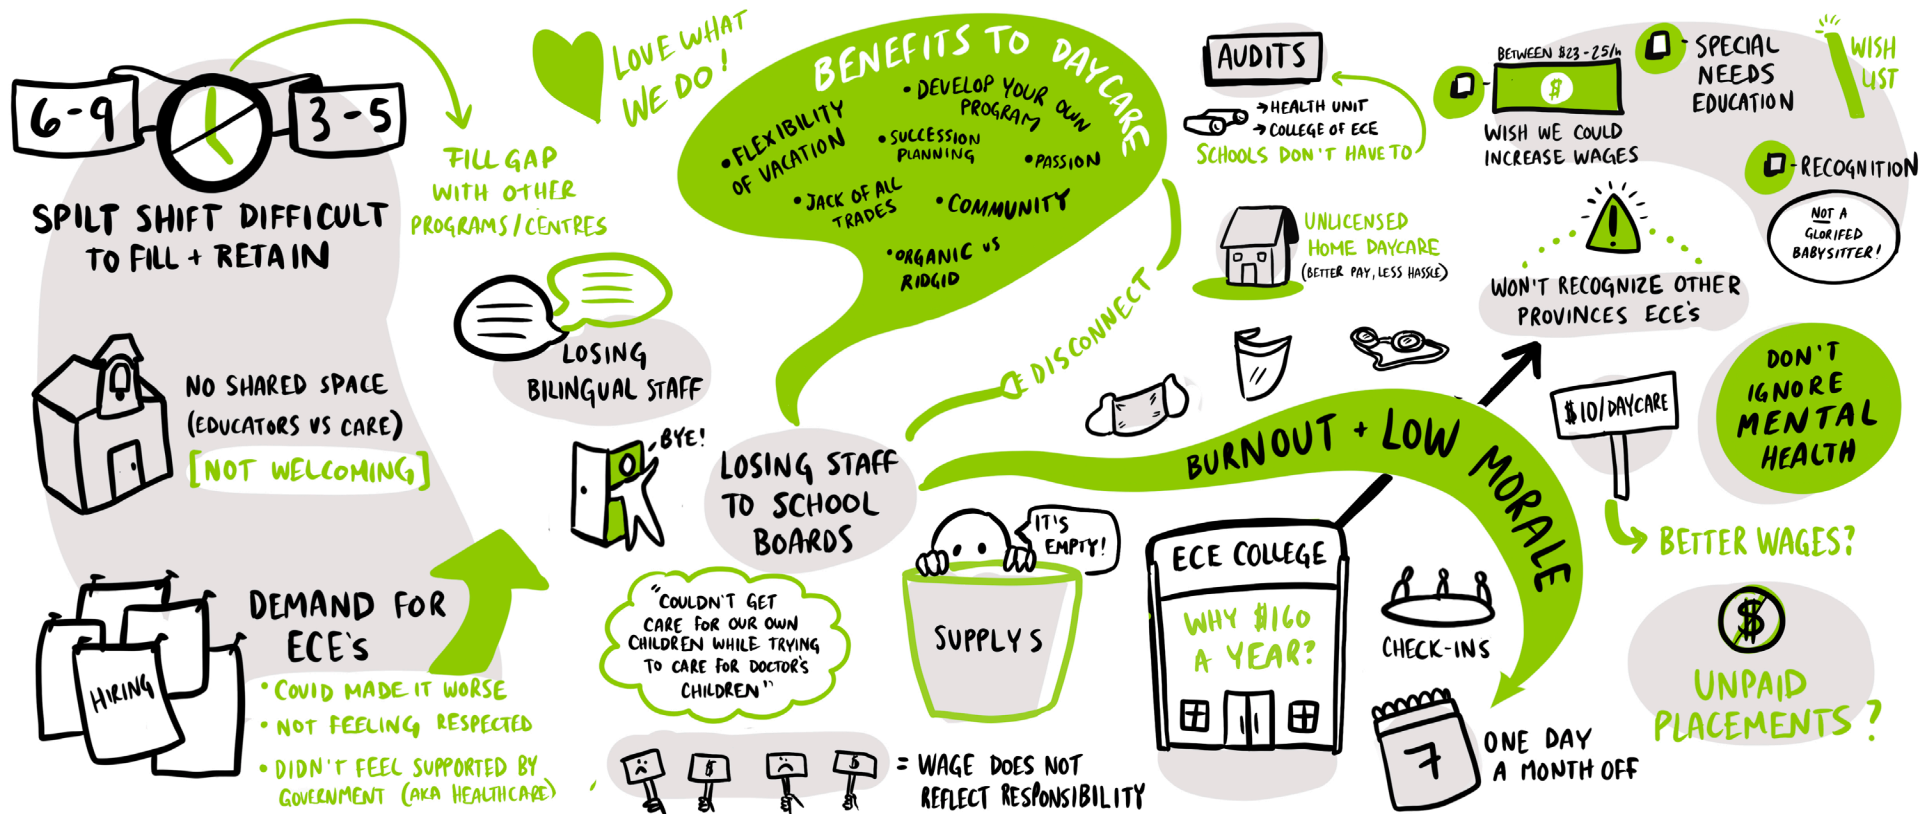 6-9
3-5
SPILT SHIFT DIFFICULT
TO FILL + RETAIN
FILL GAP
WITH OTHER
PROGRAMS/CENTRES
LOVE WHAT
WE DO!
BENEFITS TO DAYCARE
• FLEXIBILITY
OF VACATION
• DEVELOP YOUR OWN
PROGRAM
• SUCCESSION
PLANNING
• PASSION
• JACK OF ALL
TRADES
• COMMUNITY
• ORGANIC VS
RIDGID
AUDITS
→ HEALTH UNIT
→ COLLEGE OF ECE
SCHOOLS DON'T HAVE TO
BETWEEN $23-25/h
$
WISH WE COULD
INCREASE WAGES
- SPECIAL
NEEDS
EDUCATION
WISH
LIST
- RECOGNITION
NOT A
GLORIFED
BABYSITTER!
UNLICENSED
HOME DAYCARE
(BETTER PAY, LESS HASSLE)
WON'T RECOGNIZE OTHER
PROVINCES ECE'S
LOSING
BILINGUAL STAFF
NO SHARED SPACE
(EDUCATORS VS CARE)
[NOT WELCOMING]
BYE!
LOSING STAFF
TO SCHOOL
BOARDS
DISCONNECT
BURNOUT + LOW MORALE
$10/DAYCARE
BETTER WAGES?
DON'T
IGNORE
MENTAL
HEALTH
HIRING
DEMAND FOR
ECE'S
• COVID MADE IT WORSE
• NOT FEELING RESPECTED
• DIDN'T FEEL SUPPORTED BY
GOVERNMENT (AKA HEALTHCARE)
"COULDN'T GET
CARE FOR OUR OWN
CHILDREN WHILE TRYING
TO CARE FOR DOCTOR'S
CHILDREN"
IT'S
EMPTY!
SUPPLYS
$
$
= WAGE DOES NOT
REFLECT RESPONSIBILITY
ECE COLLEGE
WHY $160
A YEAR?
CHECK-INS
7
ONE DAY
A MONTH OFF
$
UNPAID
PLACEMENTS?